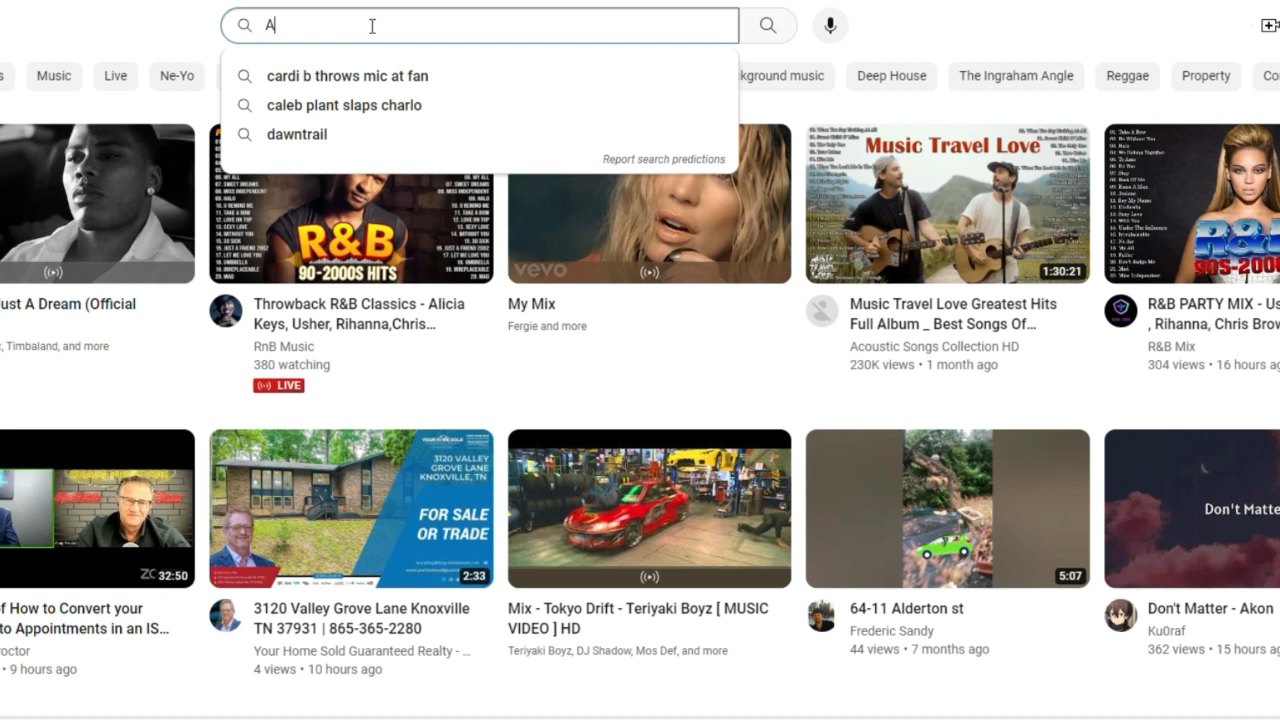 A
cardi b throws mic at fan
caleb plant slaps charlo
dawntrail
Report search predictions
s
Music
Live
Ne-Yo
kground music
Deep House
The Ingraham Angle
Reggae
Property
Co
R&B
90-2000S HITS
vevo
Music Travel Love
1:30:21
R&B
90S-2000
ust A Dream (Official
, Timbaland, and more
Throwback R&B Classics - Alicia
Keys, Usher, Rihanna,Chris...
RnB Music
380 watching
LIVE
My Mix
Fergie and more
Music Travel Love Greatest Hits
Full Album _ Best Songs Of...
Acoustic Songs Collection HD
230K views • 1 month ago
R&B PARTY MIX - Us
, Rihanna, Chris Brow
R&B Mix
304 views • 16 hours ag
ZO
32:50
3120 VALLEY
GROVE LANE
KNOXVILLE,
TN
FOR SALE
OR TRADE
2:33
5:07
Don't Matte
f How to Convert your
to Appointments in an IS...
octor
• 9 hours ago
3120 Valley Grove Lane Knoxville
TN 37931 | 865-365-2280
Your Home Sold Guaranteed Realty - ...
4 views • 10 hours ago
Mix - Tokyo Drift - Teriyaki Boyz [ MUSIC
VIDEO ] HD
Teriyaki Boyz, DJ Shadow, Mos Def, and more
64-11 Alderton st
Frederic Sandy
44 views • 7 months ago
Don't Matter - Akon
Ku0raf
362 views • 15 hours ag